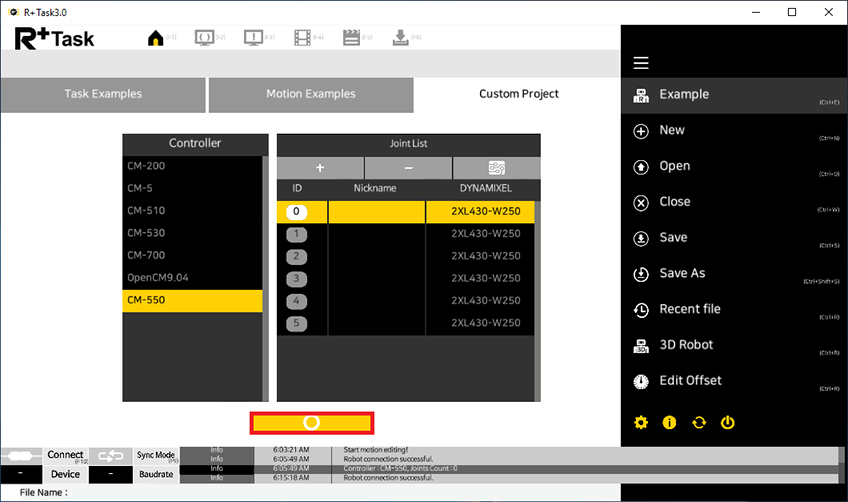 R+Task3.0
R+Task
(F1)
(F2)
(F3)
(F4)
(F5)
(F6)
Task Examples
Motion Examples
Custom Project
Controller
CM-200
CM-5
CM-510
CM-530
CM-700
OpenCM9.04
CM-550
Joint List
+ −
ID Nickname DYNAMIXEL
0 2XL430-W250
1 2XL430-W250
2 2XL430-W250
3 2XL430-W250
4 2XL430-W250
5 2XL430-W250
Example (Ctrl+E)
New (Ctrl+N)
Open (Ctrl+O)
Close (Ctrl+W)
Save (Ctrl+S)
Save As (Ctrl+Shift+S)
Recent file (Ctrl+R)
3D Robot (Ctrl+R)
Edit Offset (Ctrl+R)
Connect (F12)
Sync Mode
- Device - Baudrate
Info 6:03:21 AM Start motion editing!
Info 6:05:49 AM Robot connection successful.
Info 6:05:49 AM Controller : CM-550, Joints Count : 0
Info 6:15:18 AM Robot connection successful.
File Name :